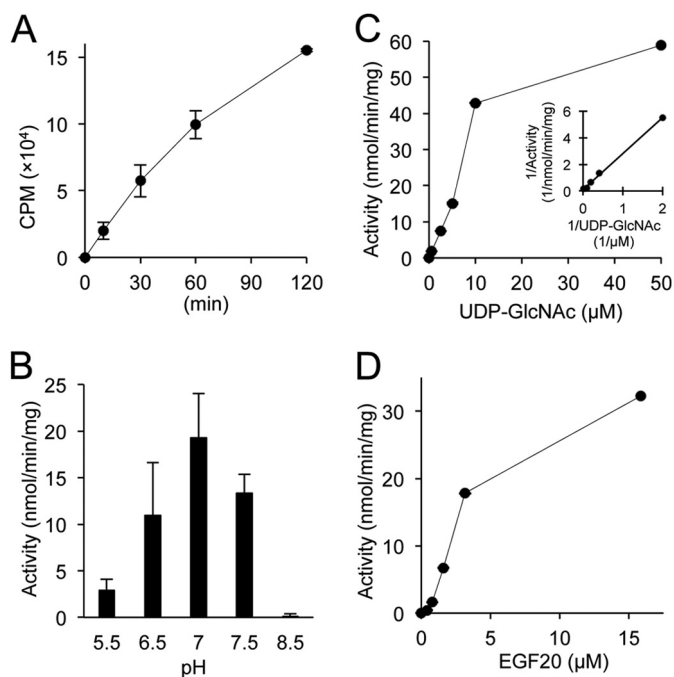 A
CPM (×10⁴)
15
10
5
0
0 30 60 90 120
(min)
C
Activity (nmol/min/mg)
60
50
40
30
20
10
0
0 10 20 30 40 50
UDP-GlcNAc (µM)
1/Activity
(1/nmol/min/mg)
6
4
2
0
0 1 2
1/UDP-GlcNAc
(1/µM)
B
Activity (nmol/min/mg)
25
20
15
10
5
0
5.5 6.5 7 7.5 8.5
pH
D
Activity (nmol/min/mg)
30
20
10
0
0 5 10 15
EGF20 (µM)